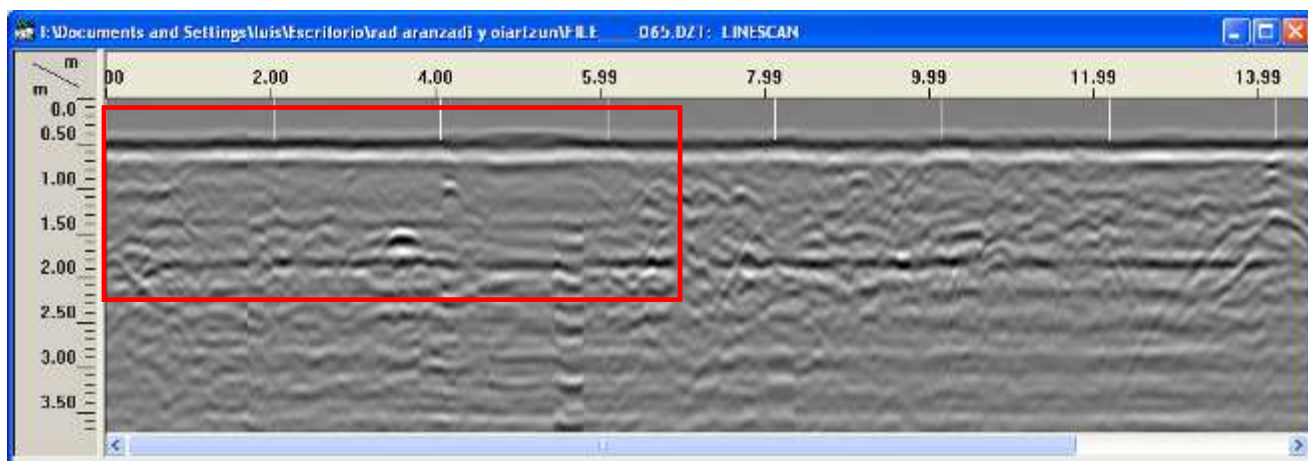 I:\Documents and Settings\luis\Escritorio\rad aranzadi y oiartzun\FILE____065.DZT: LINESCAN
m
m
00 2.00 4.00 5.99 7.99 9.99 11.99 13.99
0.0
0.50
1.00
1.50
2.00
2.50
3.00
3.50